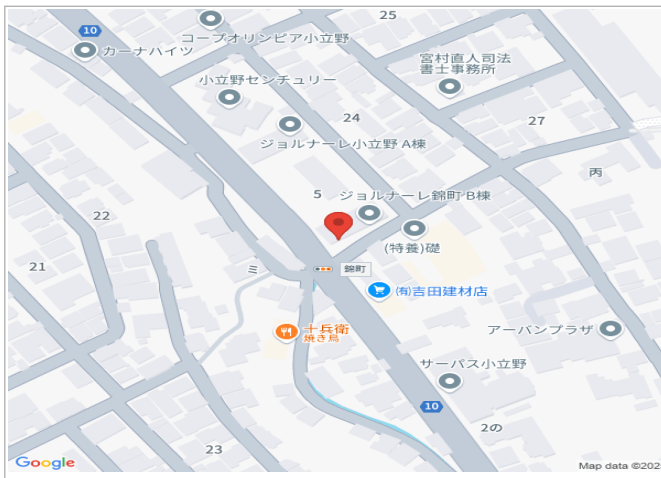 25
10
コープオリンピア小立野
カーナハイツ
宮村直人司法
書士事務所
小立野センチュリー
24
27
ジョルナーレ小立野 A棟
丙
5
ジョルナーレ錦町 B棟
22
(特養)礎
21
ミ
錦町
(有)吉田建材店
十兵衛
焼き鳥
アーバンプラザ
サーパス小立野
10
2の
23
Google
Map data ©202